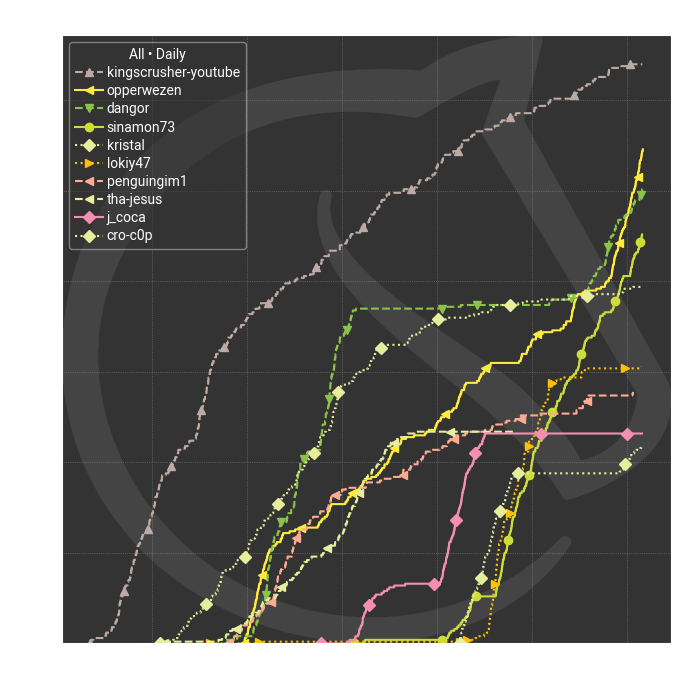 All • Daily
kingscrusher-youtube
opperwezen
dangor
sinamon73
kristal
lokiy47
penguingim1
tha-jesus
j_coca
cro-c0p